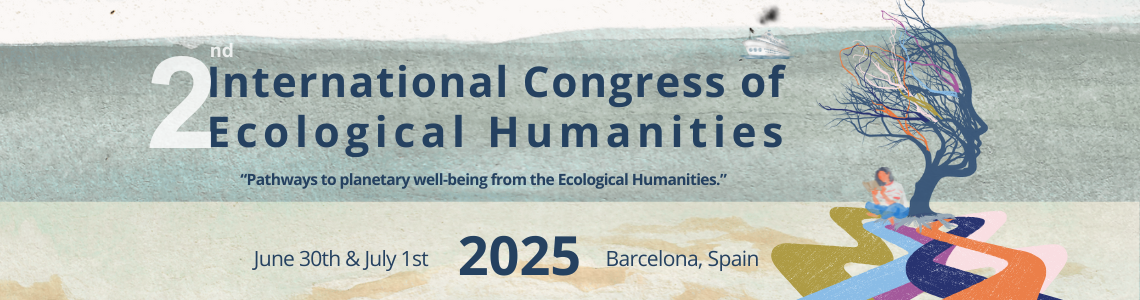 2nd International Congress of
Ecological Humanities
“Pathways to planetary well-being from the Ecological Humanities.”
June 30th & July 1st 2025 Barcelona, Spain